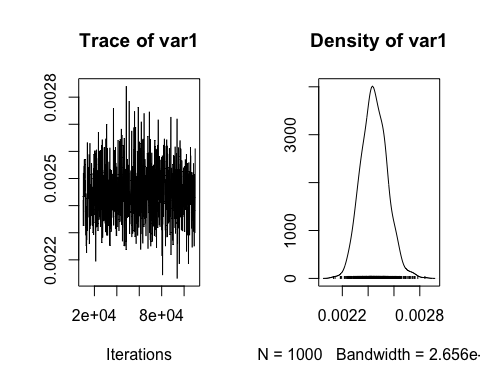 Trace of var1
0.0028
0.0025
0.0022
2e+04 8e+04
Iterations
Density of var1
3000
1000
0
0.0022 0.0028
N = 1000 Bandwidth = 2.656e-